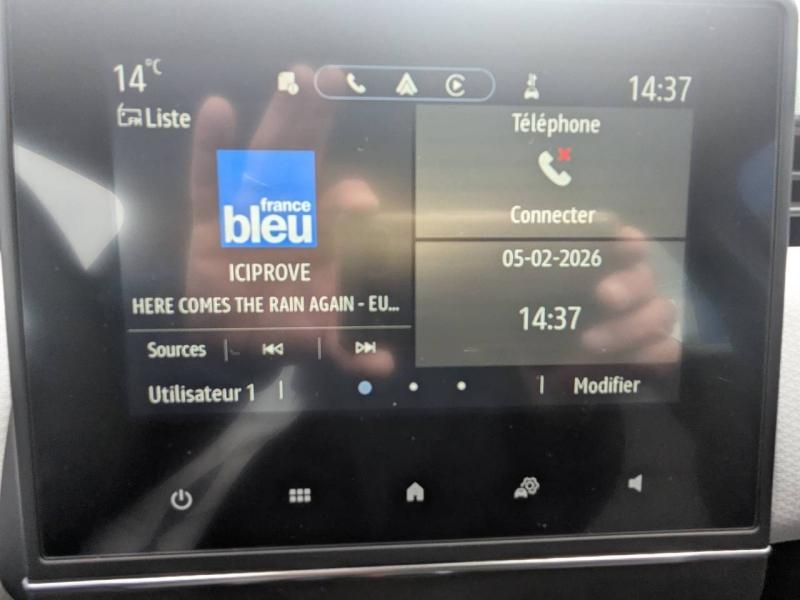 14°C
14:37
FM Liste
france
bleu
ICIPROVE
HERE COMES THE RAIN AGAIN - EU...
Téléphone
Connecter
05-02-2026
14:37
Sources
Utilisateur 1
Modifier